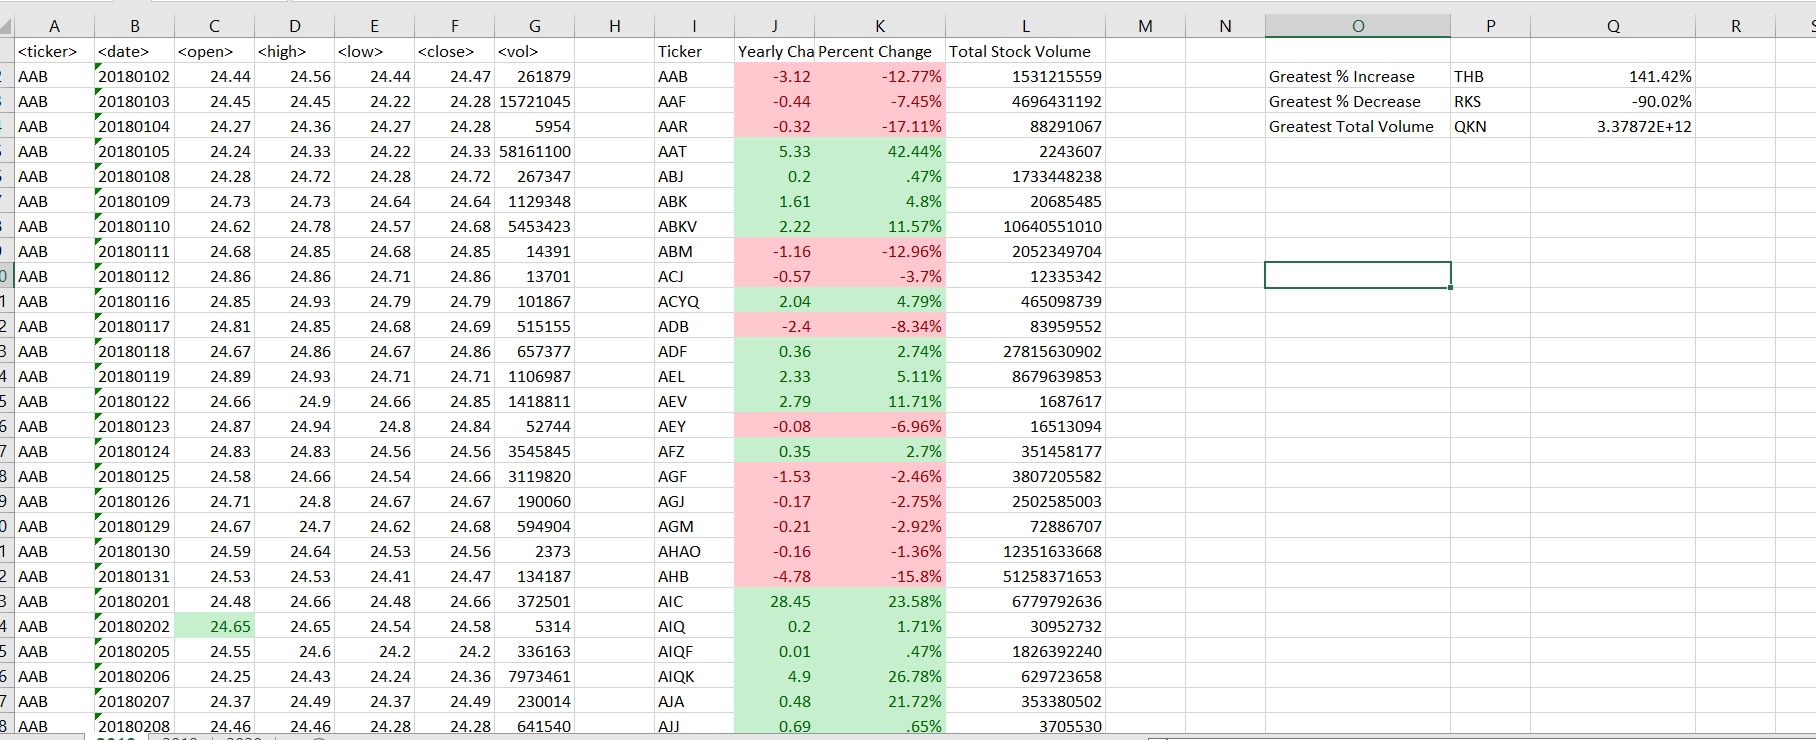 A B C D E F G H I J K L M N O P Q R
<ticker> <date> <open> <high> <low> <close> <vol> Ticker Yearly Cha Percent Change Total Stock Volume
AAB 20180102 24.44 24.56 24.44 24.47 261879 AAB -3.12 -12.77% 1531215559 Greatest % Increase THB 141.42%
AAB 20180103 24.45 24.45 24.22 24.28 15721045 AAF -0.44 -7.45% 4696431192 Greatest % Decrease RKS -90.02%
AAB 20180104 24.27 24.36 24.27 24.28 5954 AAR -0.32 -17.11% 88291067 Greatest Total Volume QKN 3.37872E+12
AAB 20180105 24.24 24.33 24.22 24.33 58161100 AAT 5.33 42.44% 2243607
AAB 20180108 24.28 24.72 24.28 24.72 267347 ABJ 0.2 .47% 1733448238
AAB 20180109 24.73 24.73 24.64 24.64 1129348 ABK 1.61 4.8% 20685485
AAB 20180110 24.62 24.78 24.57 24.68 5453423 ABKV 2.22 11.57% 10640551010
AAB 20180111 24.68 24.85 24.68 24.85 14391 ABM -1.16 -12.96% 2052349704
0 AAB 20180112 24.86 24.86 24.71 24.86 13701 ACJ -0.57 -3.7% 12335342
1 AAB 20180116 24.85 24.93 24.79 24.79 101867 ACYQ 2.04 4.79% 465098739
2 AAB 20180117 24.81 24.85 24.68 24.69 515155 ADB -2.4 -8.34% 83959552
3 AAB 20180118 24.67 24.86 24.67 24.86 657377 ADF 0.36 2.74% 27815630902
4 AAB 20180119 24.89 24.93 24.71 24.71 1106987 AEL 2.33 5.11% 8679639853
5 AAB 20180122 24.66 24.9 24.66 24.85 1418811 AEV 2.79 11.71% 1687617
6 AAB 20180123 24.87 24.94 24.8 24.84 52744 AEY -0.08 -6.96% 16513094
7 AAB 20180124 24.83 24.83 24.56 24.56 3545845 AFZ 0.35 2.7% 351458177
8 AAB 20180125 24.58 24.66 24.54 24.66 3119820 AGF -1.53 -2.46% 3807205582
9 AAB 20180126 24.71 24.8 24.67 24.67 190060 AGJ -0.17 -2.75% 2502585003
0 AAB 20180129 24.67 24.7 24.62 24.68 594904 AGM -0.21 -2.92% 72886707
1 AAB 20180130 24.59 24.64 24.53 24.56 2373 AHAO -0.16 -1.36% 12351633668
2 AAB 20180131 24.53 24.53 24.41 24.47 134187 AHB -4.78 -15.8% 51258371653
3 AAB 20180201 24.48 24.66 24.48 24.66 372501 AIC 28.45 23.58% 6779792636
4 AAB 20180202 24.65 24.65 24.54 24.58 5314 AIQ 0.2 1.71% 30952732
5 AAB 20180205 24.55 24.6 24.2 24.2 336163 AIQF 0.01 .47% 1826392240
6 AAB 20180206 24.25 24.43 24.24 24.36 7973461 AIQK 4.9 26.78% 629723658
7 AAB 20180207 24.37 24.49 24.37 24.49 230014 AJA 0.48 21.72% 353380502
8 AAB 20180208 24.46 24.46 24.28 24.28 641540 AJJ 0.69 .65% 3705530